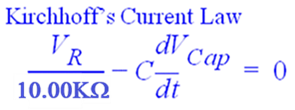 Kirchhoff's Current Law
V_R / 10.00KΩ − C dV_Cap / dt = 0